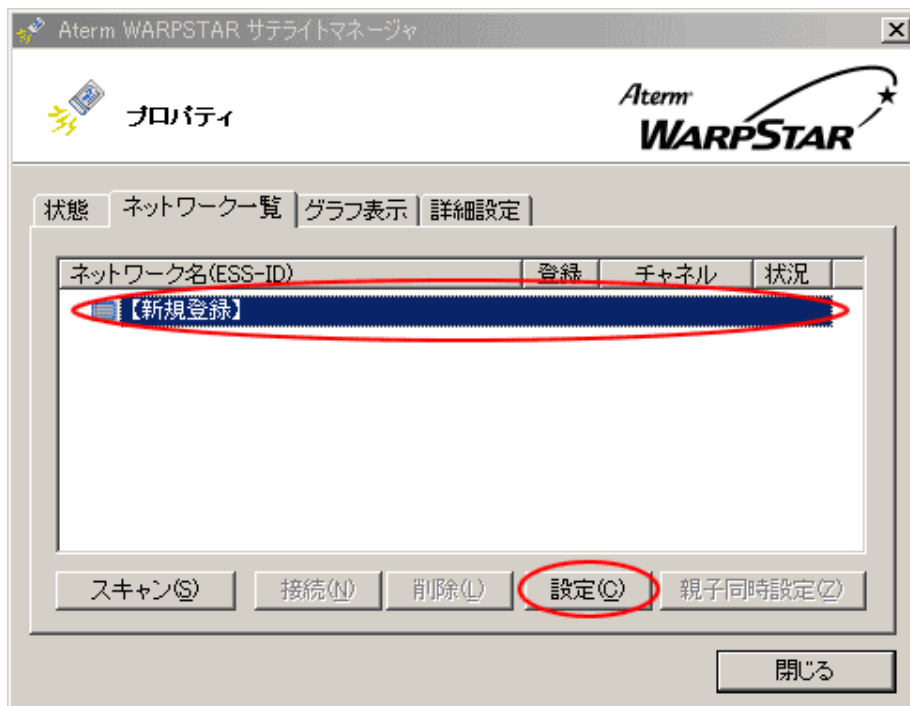 Aterm WARPSTAR サテライトマネージャ
プロパティ
Aterm
WARPSTAR
状態 ネットワーク一覧 グラフ表示 詳細設定
ネットワーク名(ESS-ID) 登録 チャネル 状況
【新規登録】
スキャン(S) 接続(N) 削除(L) 設定(C) 親子同時設定(Z)
閉じる